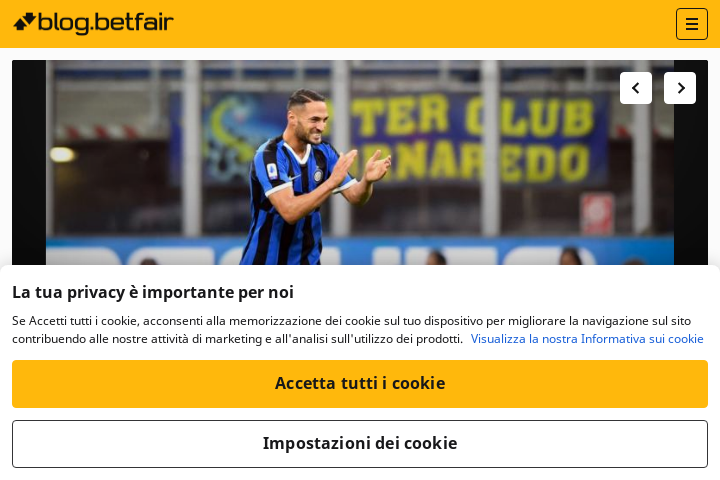 blog.betfair
TER CLUB
RNAREDO
La tua privacy è importante per noi
Se Accetti tutti i cookie, acconsenti alla memorizzazione dei cookie sul tuo dispositivo per migliorare la navigazione sul sito
contribuendo alle nostre attività di marketing e all'analisi sull'utilizzo dei prodotti. Visualizza la nostra Informativa sui cookie
Accetta tutti i cookie
Impostazioni dei cookie